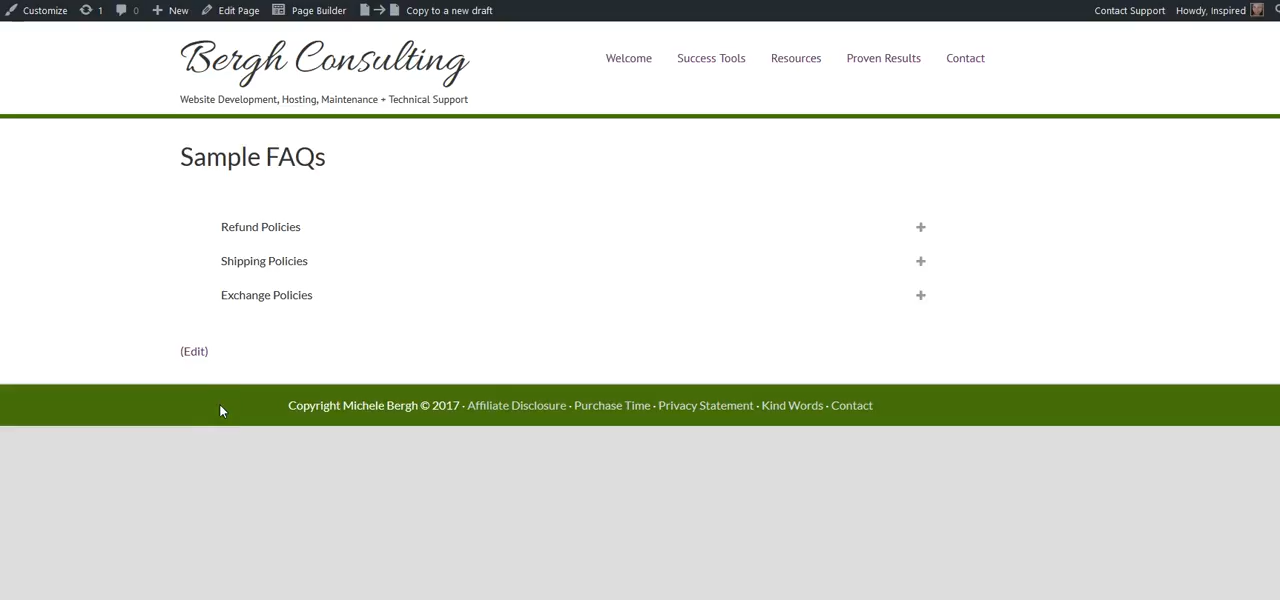 Customize 1 0 New Edit Page Page Builder Copy to a new draft Contact Support Howdy, Inspired
Bergh Consulting
Welcome Success Tools Resources Proven Results Contact
Website Development, Hosting, Maintenance + Technical Support
Sample FAQs
Refund Policies
Shipping Policies
Exchange Policies
(Edit)
Copyright Michele Bergh © 2017 · Affiliate Disclosure · Purchase Time · Privacy Statement · Kind Words · Contact